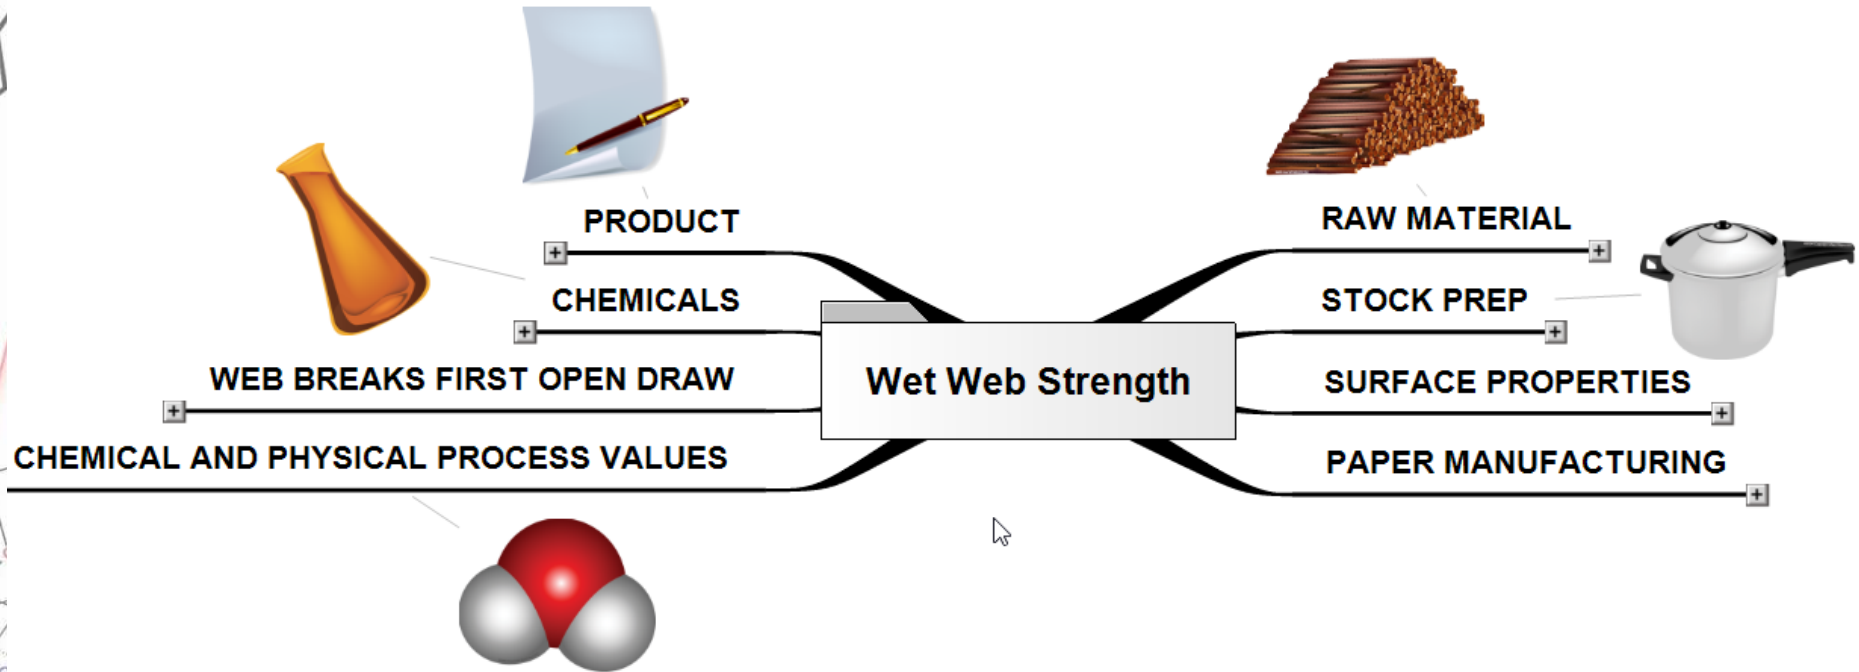 PRODUCT
CHEMICALS
WEB BREAKS FIRST OPEN DRAW
CHEMICAL AND PHYSICAL PROCESS VALUES
Wet Web Strength
RAW MATERIAL
STOCK PREP
SURFACE PROPERTIES
PAPER MANUFACTURING